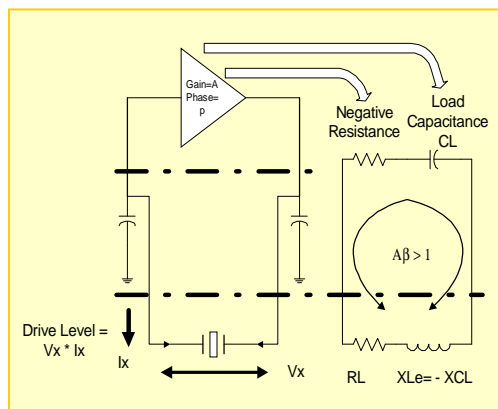 Gain=A
Phase=
p
Negative
Resistance
Load
Capacitance
CL
Aβ > 1
Drive Level =
Vx * Ix
Ix
Vx
RL
XLe= - XCL